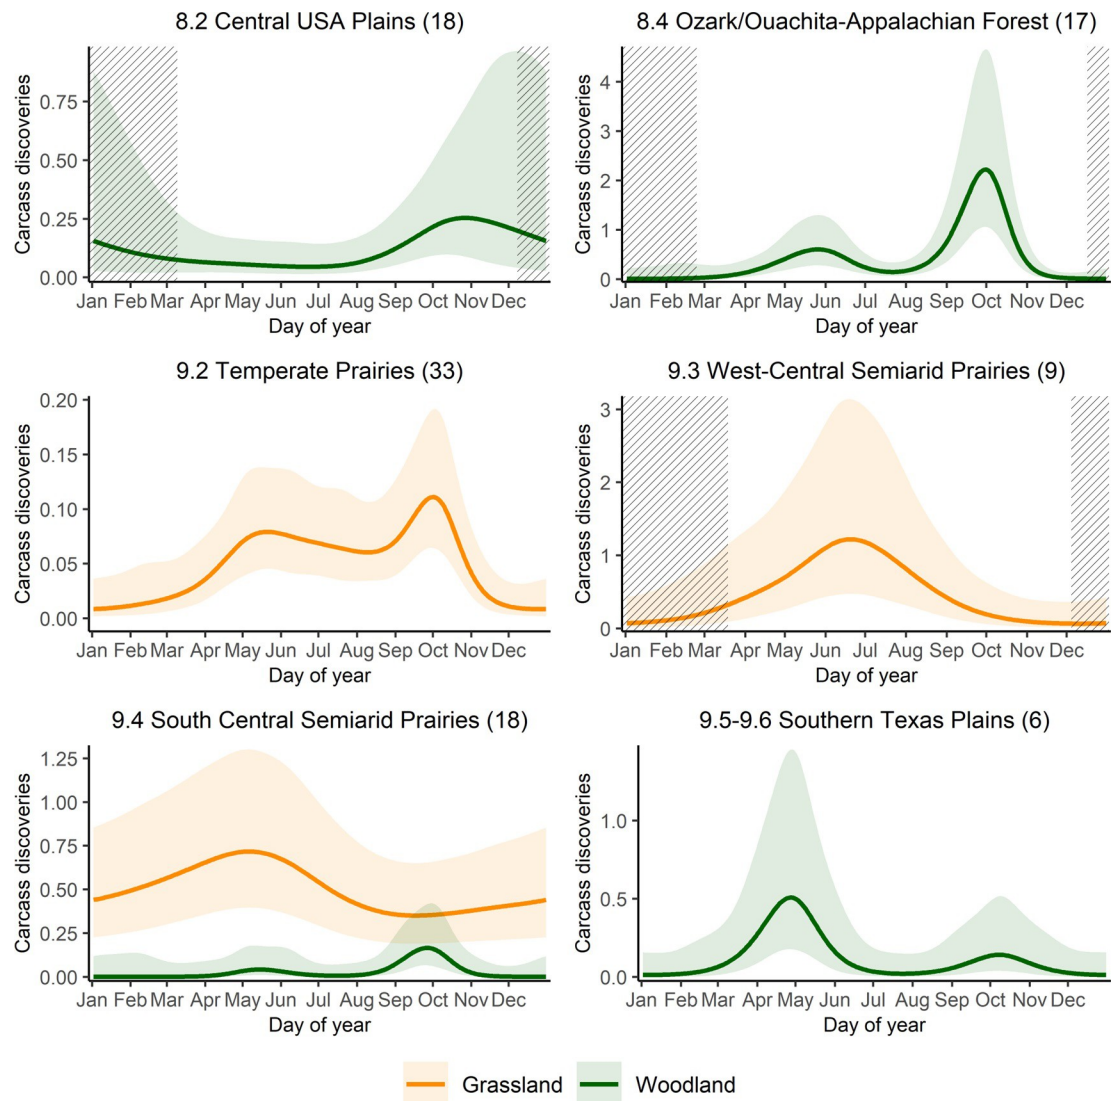 8.2 Central USA Plains (18)
Carcass discoveries
0.75
0.50
0.25
0.00
Jan Feb Mar Apr May Jun Jul Aug Sep Oct Nov Dec
Day of year
8.4 Ozark/Ouachita-Appalachian Forest (17)
Carcass discoveries
4
3
2
1
0
Jan Feb Mar Apr May Jun Jul Aug Sep Oct Nov Dec
Day of year
9.2 Temperate Prairies (33)
Carcass discoveries
0.20
0.15
0.10
0.05
0.00
Jan Feb Mar Apr May Jun Jul Aug Sep Oct Nov Dec
Day of year
9.3 West-Central Semiarid Prairies (9)
Carcass discoveries
3
2
1
0
Jan Feb Mar Apr May Jun Jul Aug Sep Oct Nov Dec
Day of year
9.4 South Central Semiarid Prairies (18)
Carcass discoveries
1.25
1.00
0.75
0.50
0.25
0.00
Jan Feb Mar Apr May Jun Jul Aug Sep Oct Nov Dec
Day of year
9.5-9.6 Southern Texas Plains (6)
Carcass discoveries
1.0
0.5
0.0
Jan Feb Mar Apr May Jun Jul Aug Sep Oct Nov Dec
Day of year
Grassland Woodland